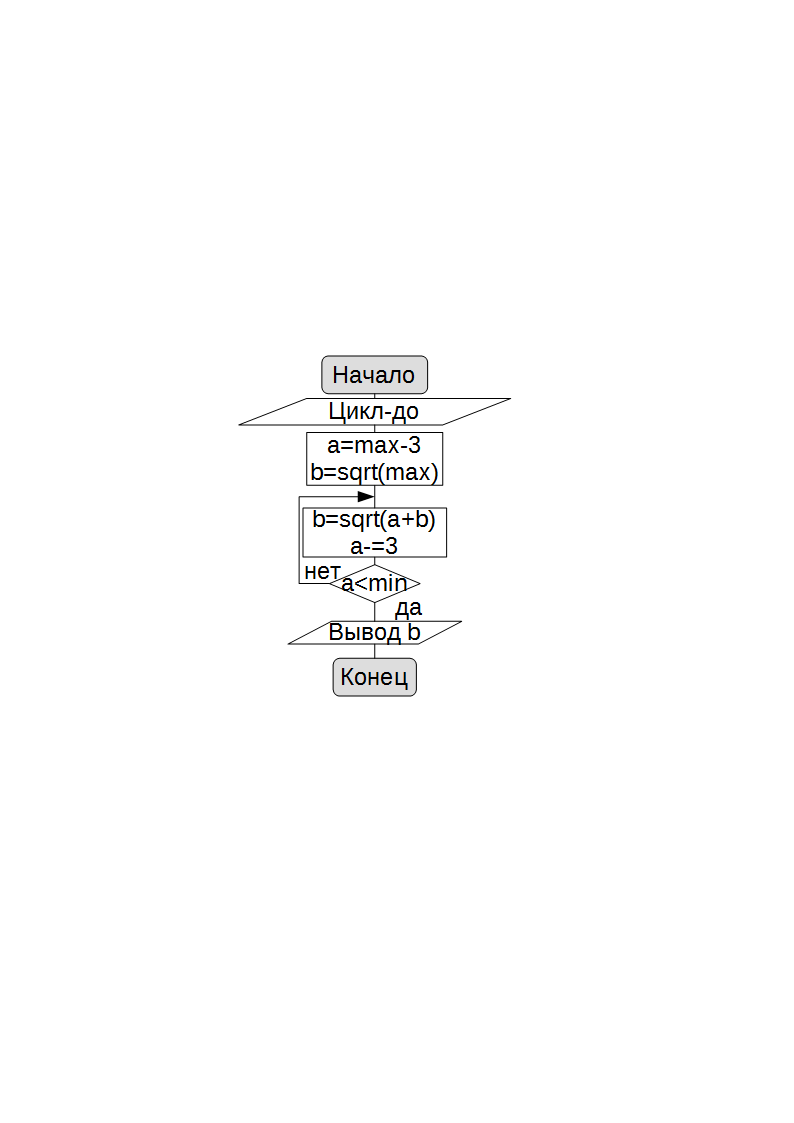 Начало
Цикл-до
a=max-3
b=sqrt(max)
b=sqrt(a+b)
a-=3
нет
a<min
да
Вывод b
Конец